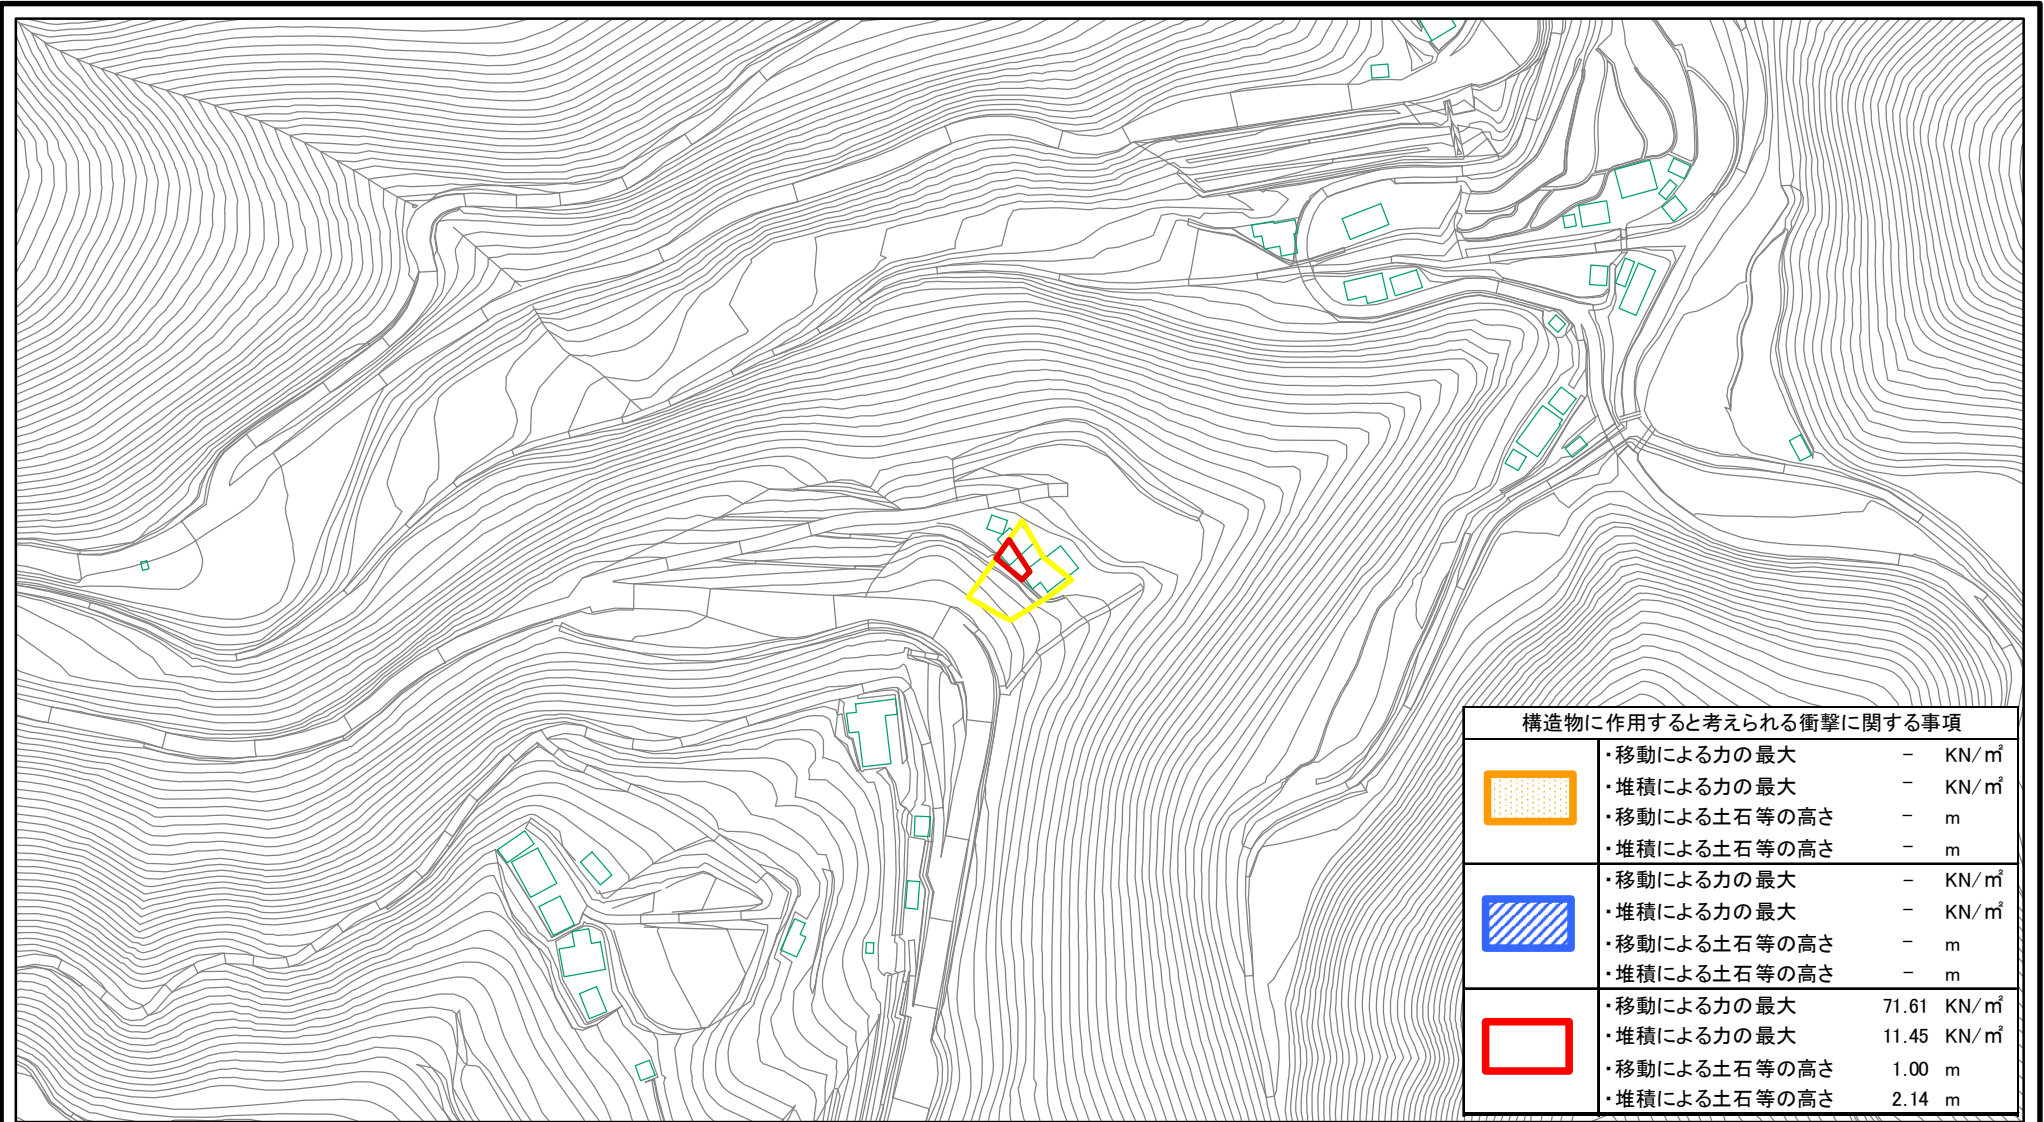 構造物に作用すると考えられる衝撃に関する事項
・移動による力の最大 － KN/㎡
・堆積による力の最大 － KN/㎡
・移動による土石等の高さ － m
・堆積による土石等の高さ － m
・移動による力の最大 － KN/㎡
・堆積による力の最大 － KN/㎡
・移動による土石等の高さ － m
・堆積による土石等の高さ － m
・移動による力の最大 71.61 KN/㎡
・堆積による力の最大 11.45 KN/㎡
・移動による土石等の高さ 1.00 m
・堆積による土石等の高さ 2.14 m